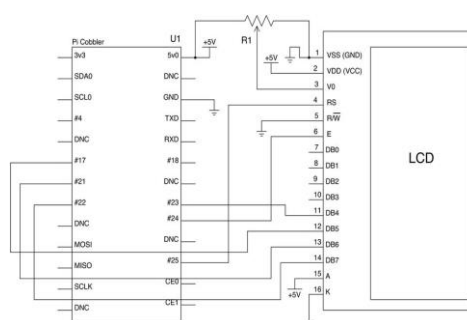 Pi Cobbler
U1
R1
+5V
3v3
SDA0
SCL0
#4
DNC
#17
#21
#22
DNC
MOSI
MISO
SCLK
DNC
5v0
DNC
GND
TXD
RXD
#18
DNC
#23
#24
DNC
#25
CE0
CE1
+5V
1
2
3
4
5
6
7
8
9
10
11
12
13
14
15
16
+5V
VSS (GND)
VDD (VCC)
V0
RS
R/W
E
DB0
DB1
DB2
DB3
DB4
DB5
DB6
DB7
A
K
LCD